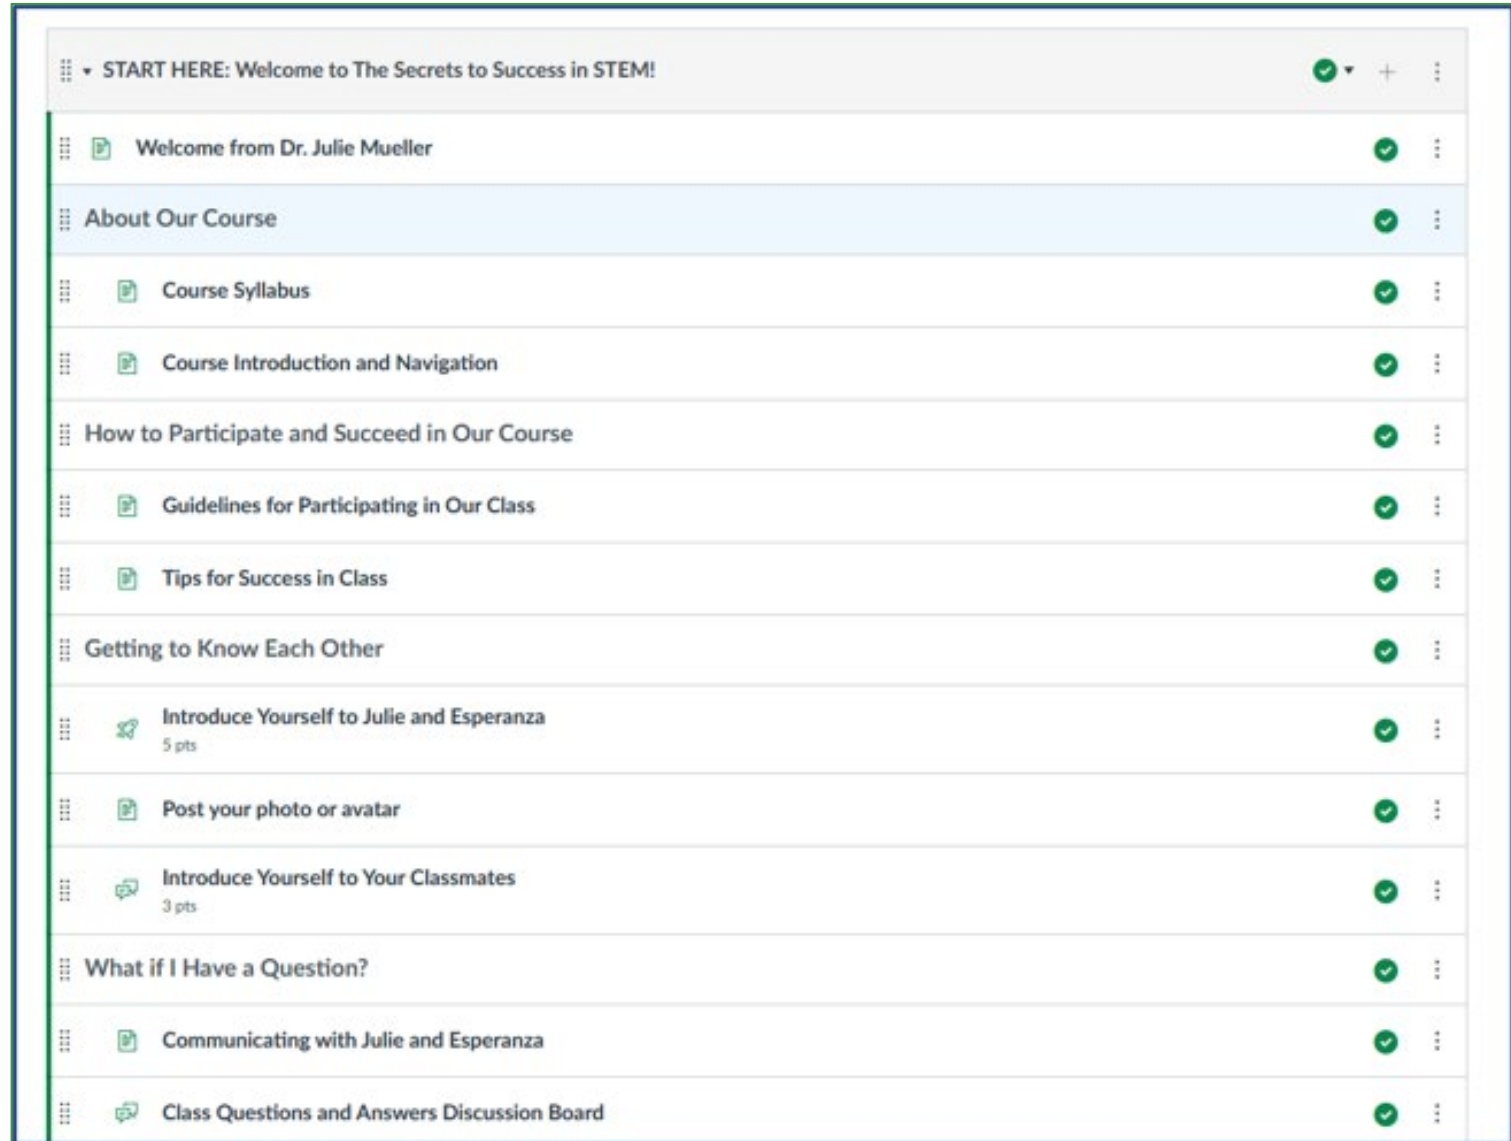 START HERE: Welcome to The Secrets to Success in STEM!
Welcome from Dr. Julie Mueller
About Our Course
Course Syllabus
Course Introduction and Navigation
How to Participate and Succeed in Our Course
Guidelines for Participating in Our Class
Tips for Success in Class
Getting to Know Each Other
Introduce Yourself to Julie and Esperanza
5 pts
Post your photo or avatar
Introduce Yourself to Your Classmates
3 pts
What if I Have a Question?
Communicating with Julie and Esperanza
Class Questions and Answers Discussion Board